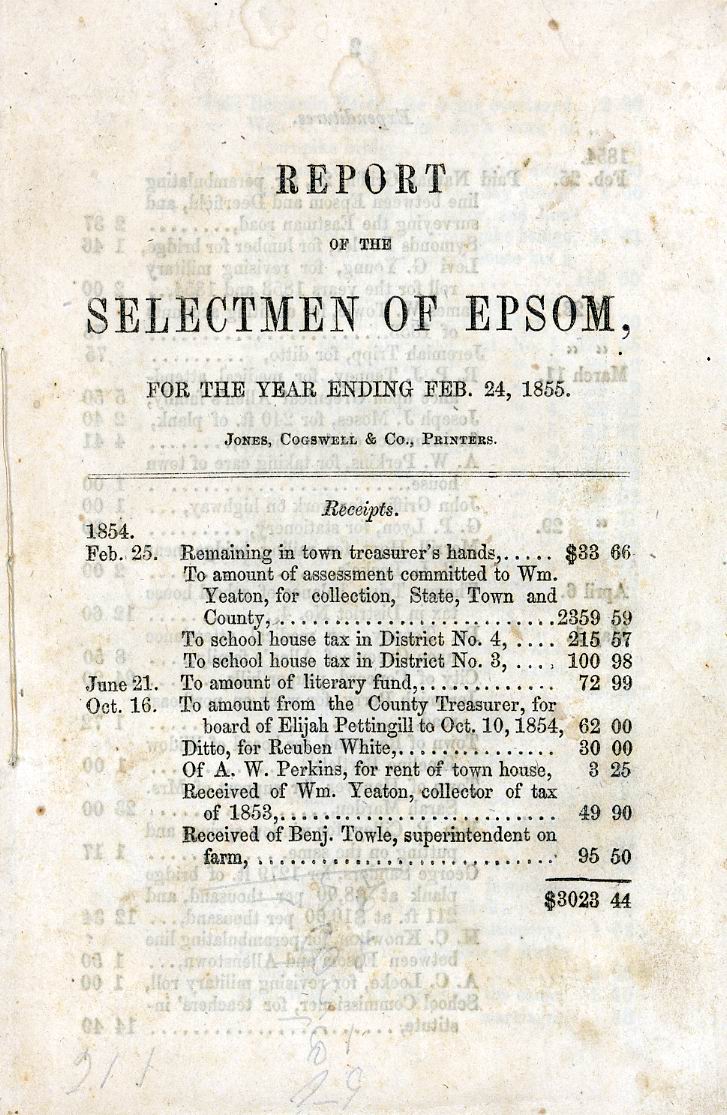 REPORT
OF THE
SELECTMEN OF EPSOM,
FOR THE YEAR ENDING FEB. 24, 1855.
JONES, COGSWELL & CO., PRINTERS.
Receipts.
1854.
Feb. 25. Remaining in town treasurer's hands,..... $33 66
To amount of assessment committed to Wm.
Yeaton, for collection, State, Town and
County,........................... 2359 59
To school house tax in District No. 4, .... 215 57
To school house tax in District No. 3, .... 100 98
June 21. To amount of literary fund,............. 72 99
Oct. 16. To amount from the County Treasurer, for
board of Elijah Pettingill to Oct. 10, 1854, 62 00
Ditto, for Reuben White,............... 30 00
Of A. W. Perkins, for rent of town house, 3 25
Received of Wm. Yeaton, collector of tax
of 1853,.......................... 49 90
Received of Benj. Towle, superintendent on
farm, ............................ 95 50
$3023 44